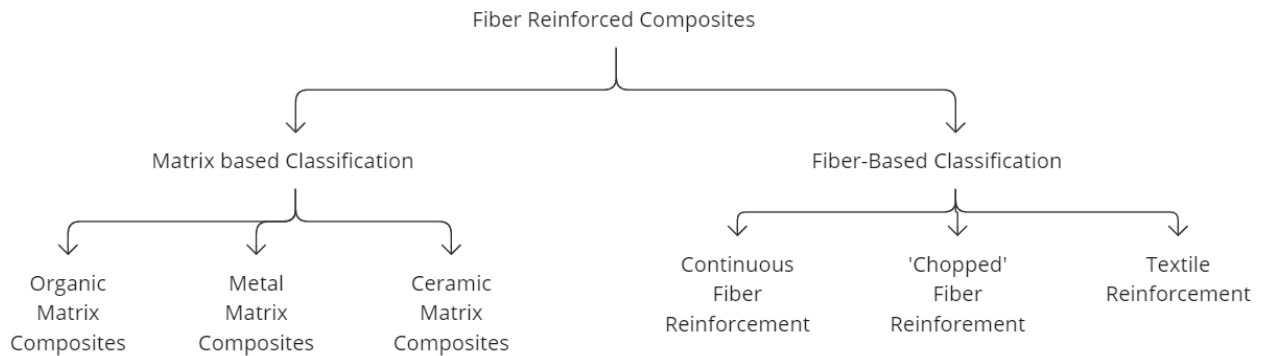 Fiber Reinforced Composites
Matrix based Classification
Fiber-Based Classification
Organic
Matrix
Composites
Metal
Matrix
Composites
Ceramic
Matrix
Composites
Continuous
Fiber
Reinforcement
'Chopped'
Fiber
Reinforement
Textile
Reinforcement